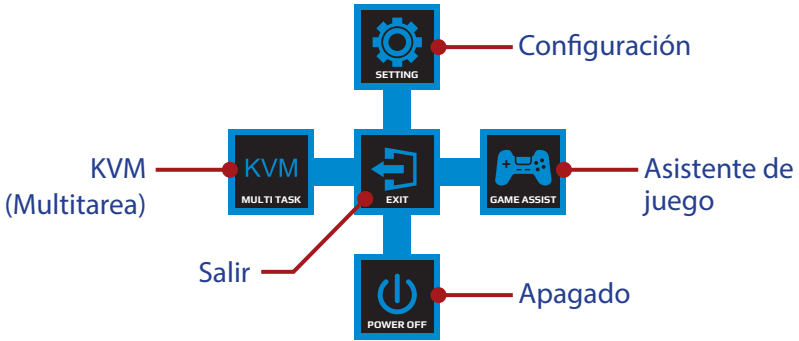 SETTING
Configuración
KVM
(Multitarea)
KVM
MULTI TASK
EXIT
GAME ASSIST
Asistente de
juego
Salir
POWER OFF
Apagado